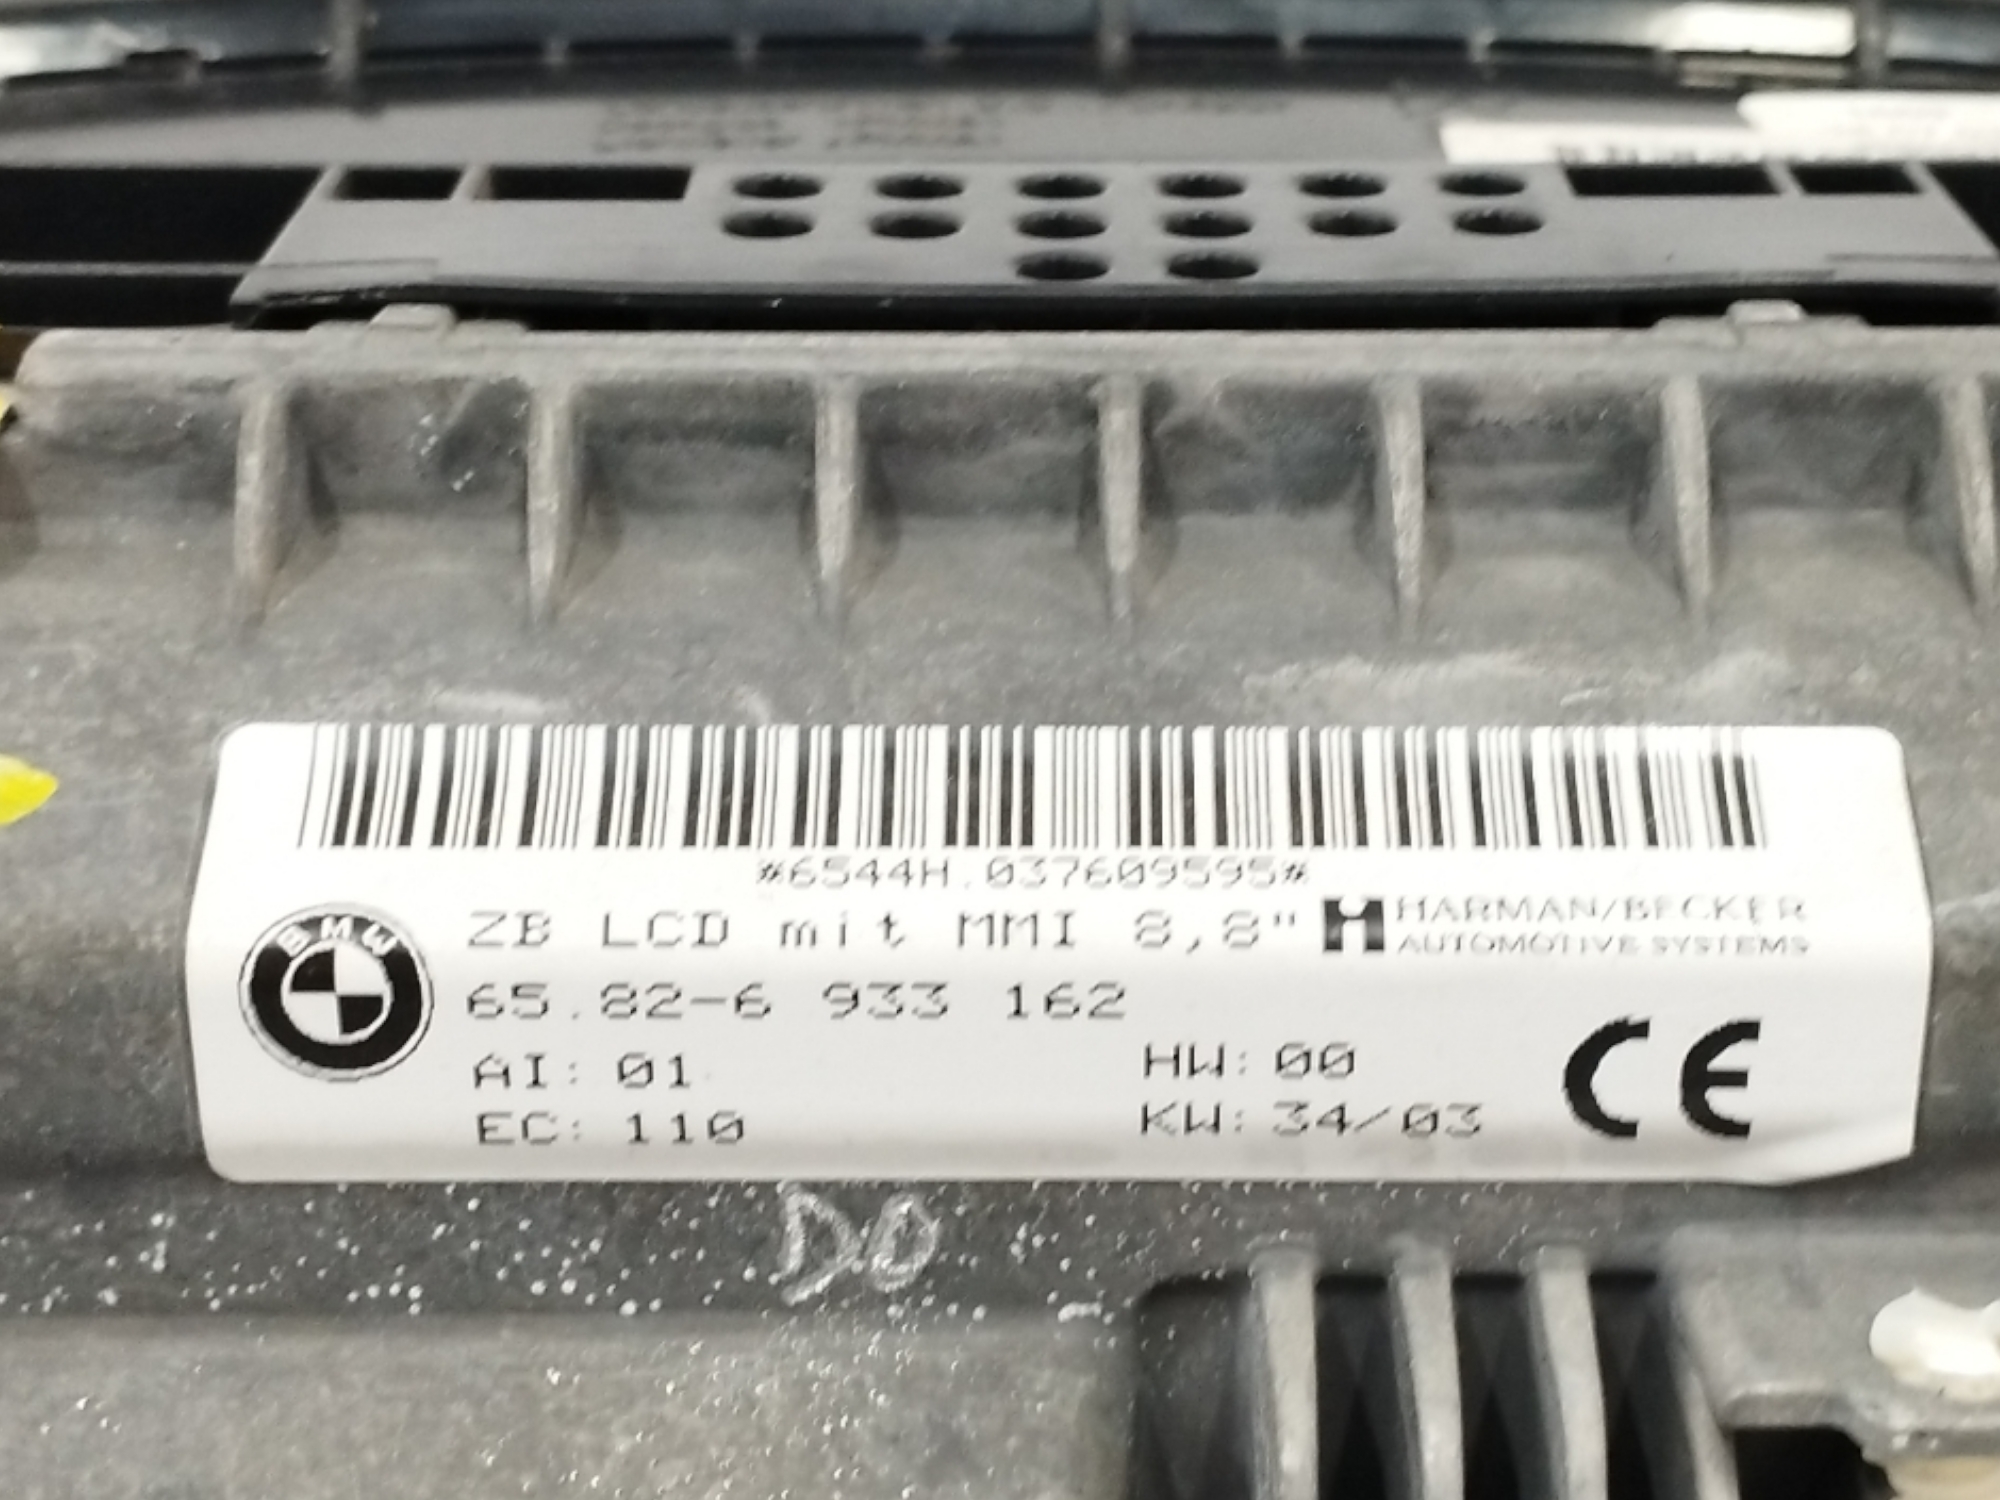 *6544H.037609595*
ZB LCD mit MMI 8,8"
HARMAN/BECKER
AUTOMOTIVE SYSTEMS
BMW
65.82-6 933 162
AI: 01
HW: 00
EC: 110
KW: 34/03
CE
DO